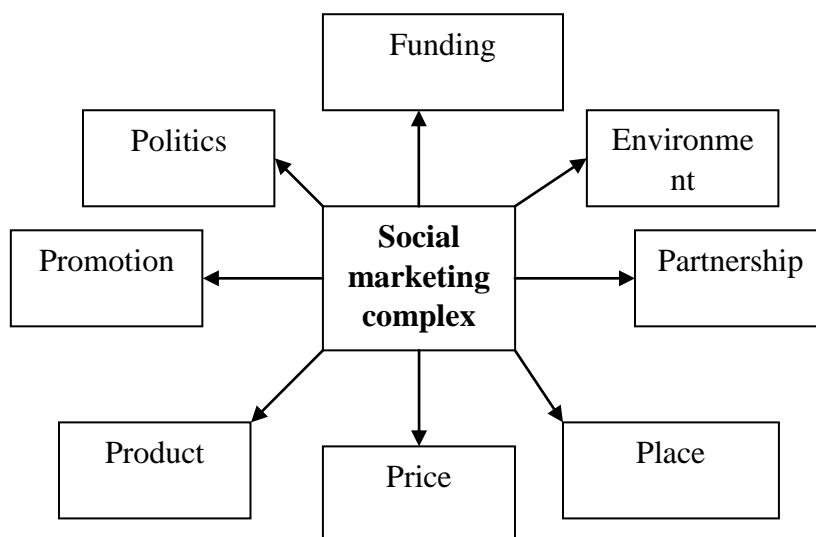 Funding
Politics
Environme
nt
Social
marketing
complex
Promotion
Partnership
Product
Price
Place